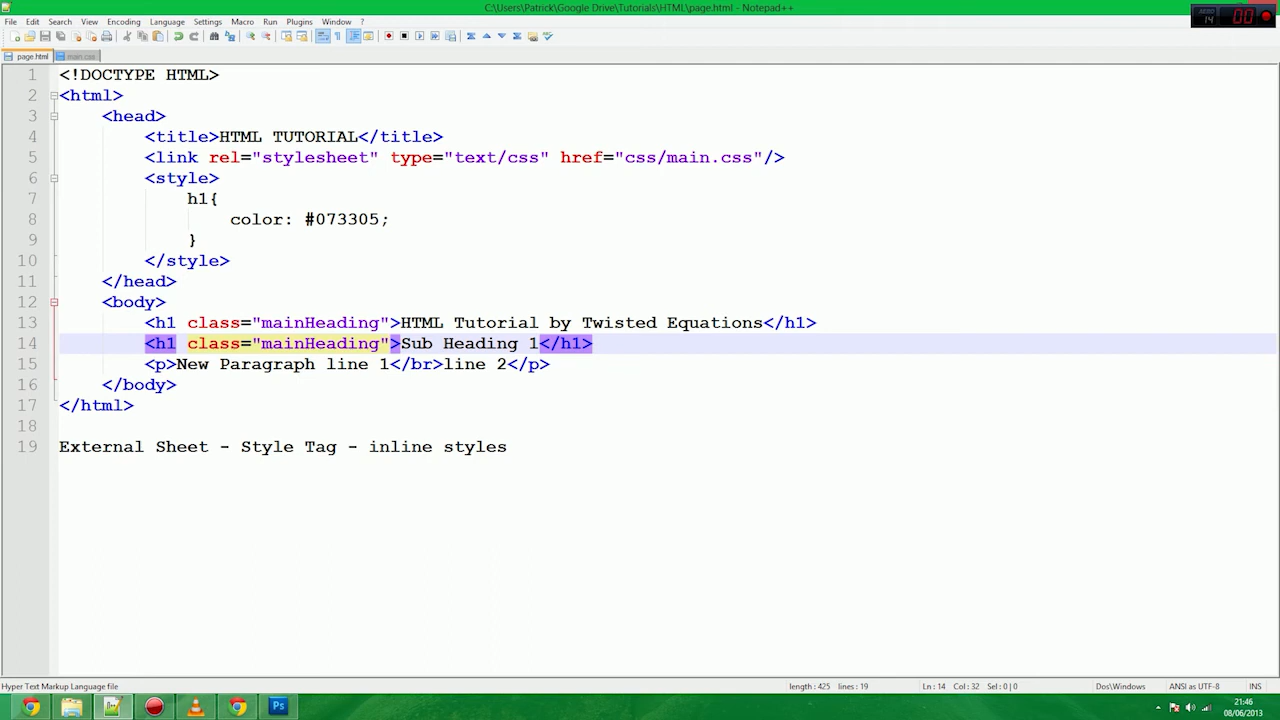 C:\Users\Patrick\Google Drive\Tutorials\HTML\page.html - Notepad++
File Edit Search View Encoding Language Settings Macro Run Plugins Window ?
page.html main.css
1 <!DOCTYPE HTML>
2 <html>
3 <head>
4 <title>HTML TUTORIAL</title>
5 <link rel="stylesheet" type="text/css" href="css/main.css"/>
6 <style>
7 h1{
8 color: #073305;
9 }
10 </style>
11 </head>
12 <body>
13 <h1 class="mainHeading">HTML Tutorial by Twisted Equations</h1>
14 <h1 class="mainHeading">Sub Heading 1</h1>
15 <p>New Paragraph line 1</br>line 2</p>
16 </body>
17 </html>
18
19 External Sheet - Style Tag - inline styles
Hyper Text Markup Language file length : 425 lines : 19 Ln : 14 Col : 32 Sel : 0 | 0 Dos\Windows ANSI as UTF-8 INS
21:46
08/06/2013